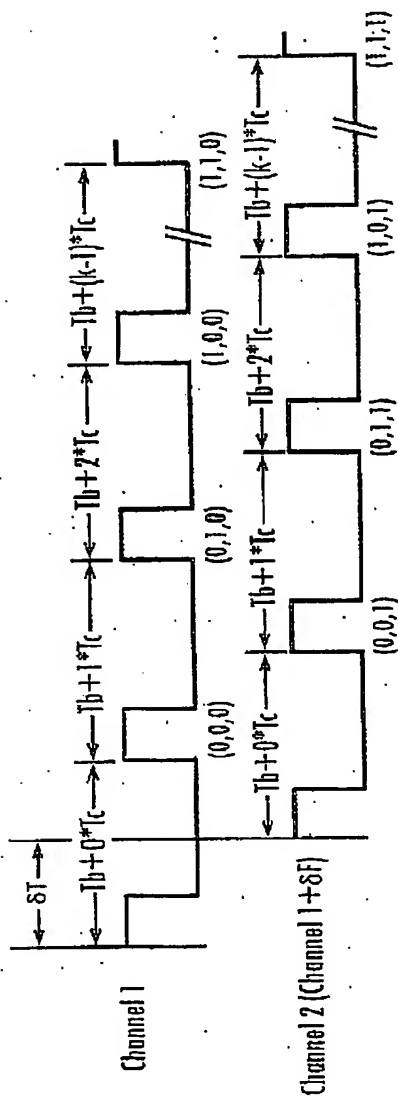 δT
Tb+0*Tc
Tb+1*Tc
Tb+2*Tc
Tb+(k-1)*Tc
Channel 1
(0,0,0)
(0,1,0)
(1,0,0)
(1,1,0)
Tb+0*Tc
Tb+1*Tc
Tb+2*Tc
Tb+(k-1)*Tc
Channel 2 (Channel 1+δF)
(0,0,1)
(0,1,1)
(1,0,1)
(1,1,1)